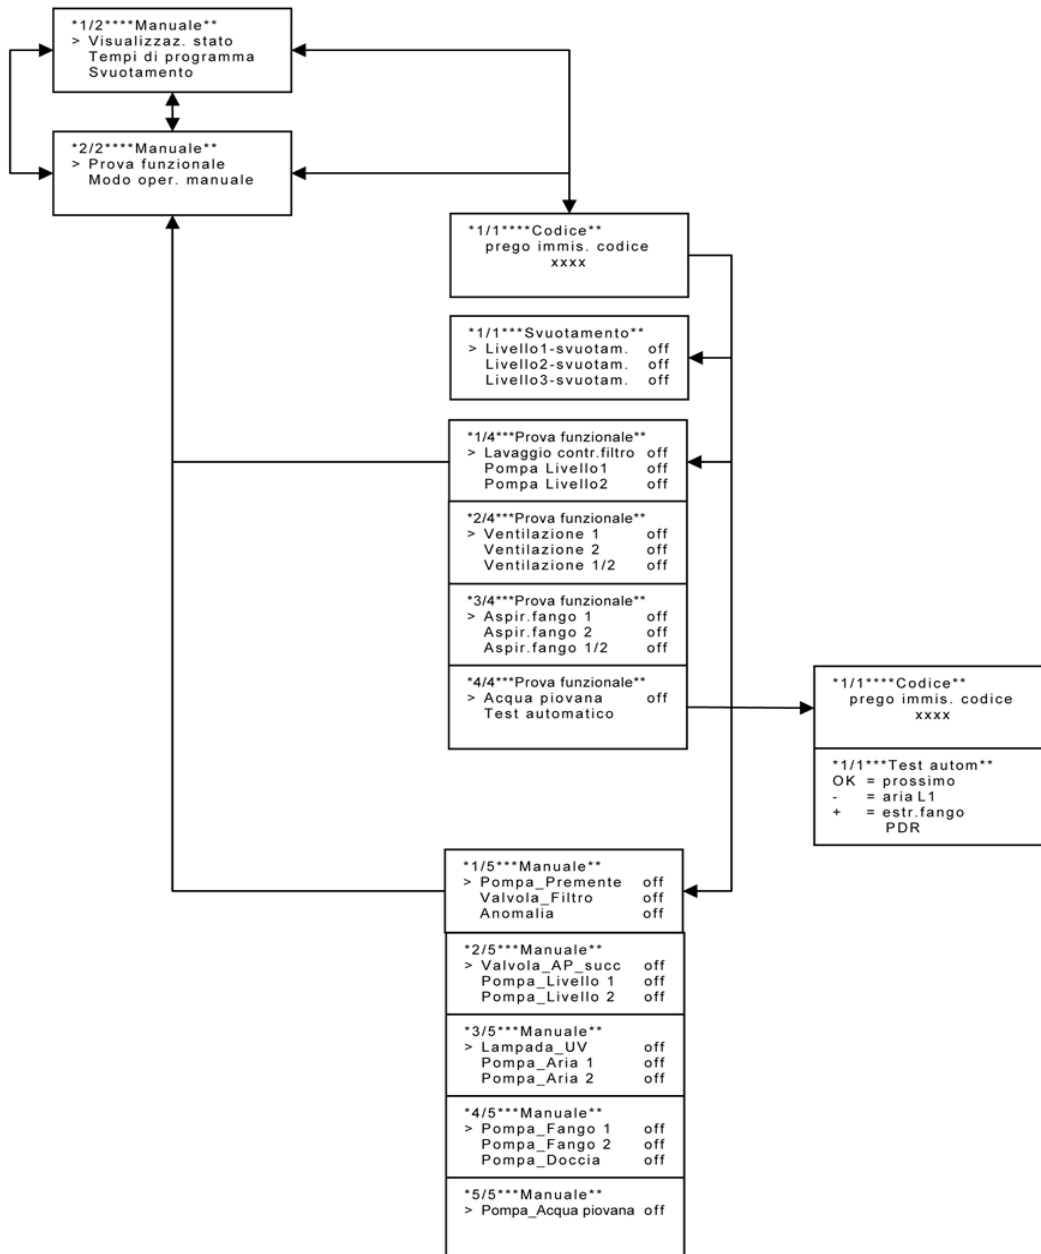 *1/2****Manuale**
> Visualizzaz. stato
Tempi di programma
Svuotamento
*2/2****Manuale**
> Prova funzionale
Modo oper. manuale
*1/1****Codice**
prego immis. codice
xxxx
*1/1***Svuotamento**
> Livello1-svuotam. off
Livello2-svuotam. off
Livello3-svuotam. off
*1/4***Prova funzionale**
> Lavaggio contr.filtro off
Pompa Livello1 off
Pompa Livello2 off
*2/4***Prova funzionale**
> Ventilazione 1 off
Ventilazione 2 off
Ventilazione 1/2 off
*3/4***Prova funzionale**
> Aspir.fango 1 off
Aspir.fango 2 off
Aspir.fango 1/2 off
*4/4***Prova funzionale**
> Acqua piovana off
Test automatico
*1/1****Codice**
prego immis. codice
xxxx
*1/1***Test autom**
OK = prossimo
- = aria L1
+ = estr.fango
PDR
*1/5***Manuale**
> Pompa_Premente off
Valvola_Filtro off
Anomalia off
*2/5***Manuale**
> Valvola_AP_succ off
Pompa_Livello 1 off
Pompa_Livello 2 off
*3/5***Manuale**
> Lampada_UV off
Pompa_Aria 1 off
Pompa_Aria 2 off
*4/5***Manuale**
> Pompa_Fango 1 off
Pompa_Fango 2 off
Pompa_Doccia off
*5/5***Manuale**
> Pompa_Acqua piovana off